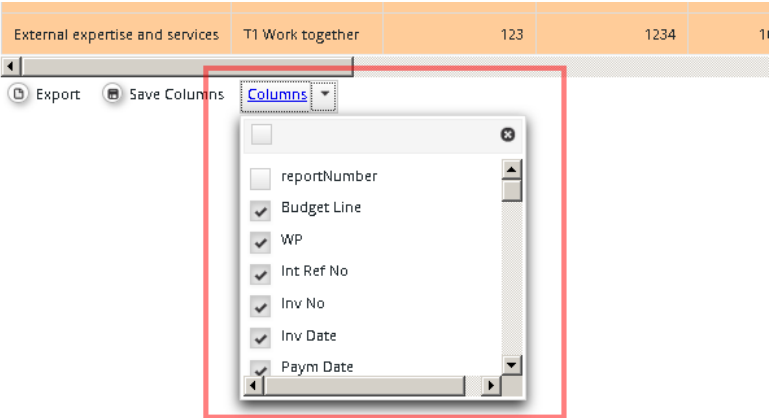 External expertise and services T1 Work together 123 1234
Export Save Columns Columns
reportNumber
Budget Line
WP
Int Ref No
Inv No
Inv Date
Paym Date